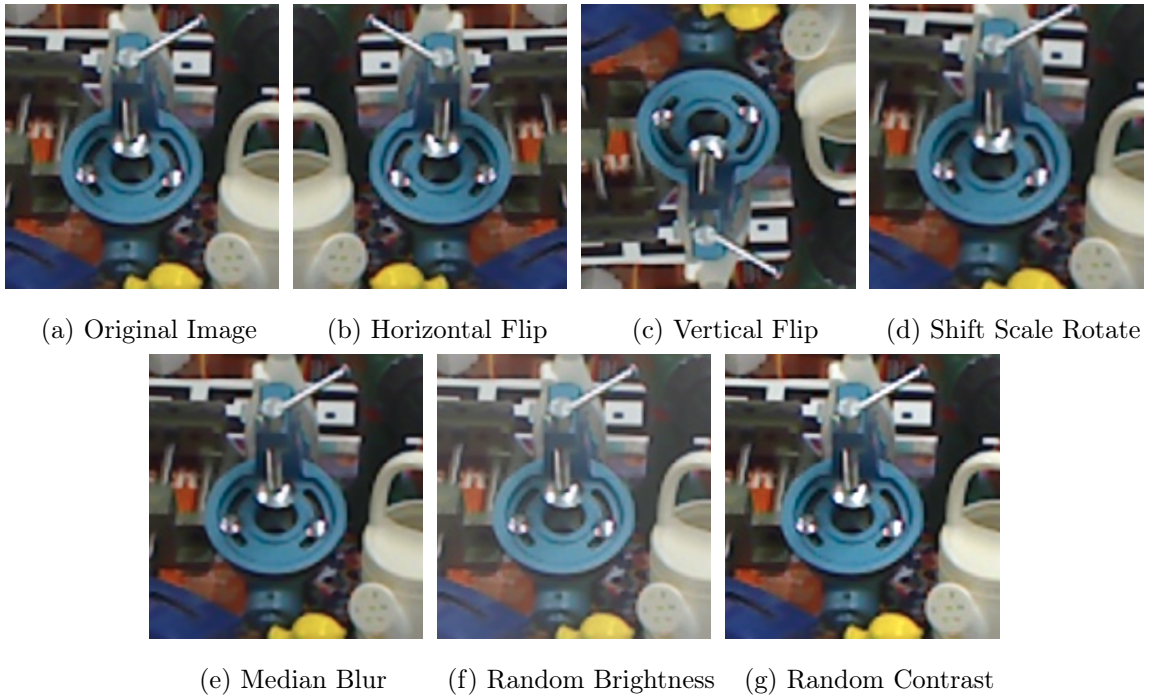 (a) Original Image
(b) Horizontal Flip
(c) Vertical Flip
(d) Shift Scale Rotate
(e) Median Blur
(f) Random Brightness
(g) Random Contrast